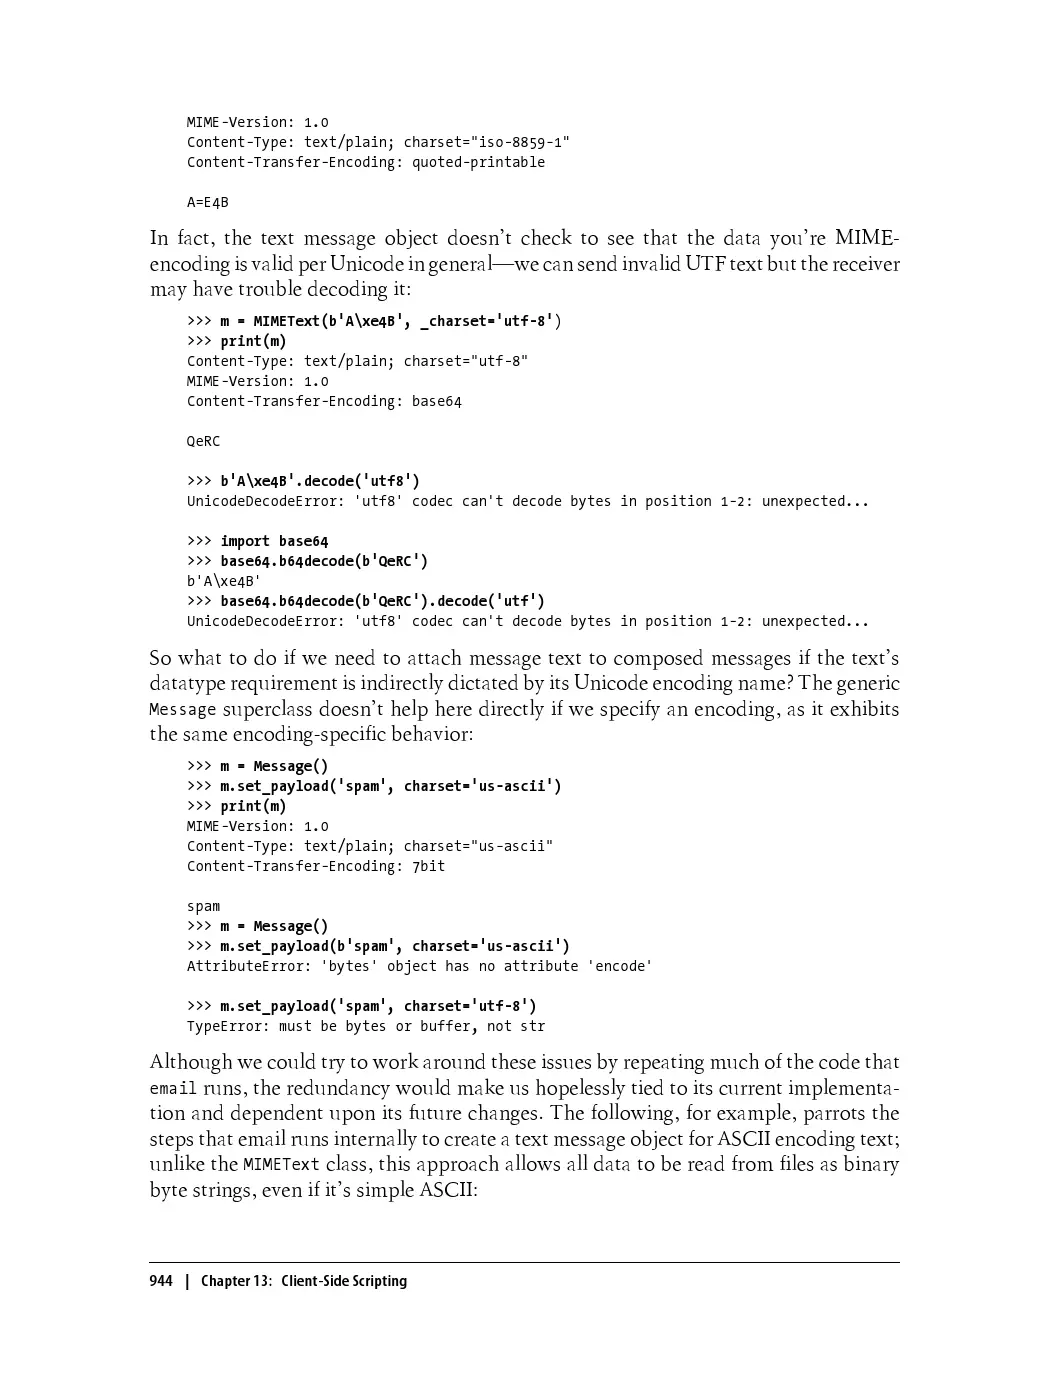 MIME-Version: 1.0
Content-Type: text/plain; charset="iso-8859-1"
Content-Transfer-Encoding: quoted-printable
A=E4B
In fact, the text message object doesn’t check to see that the data you’re MIME-
encoding is valid per Unicode in general—we can send invalid UTF text but the receiver
may have trouble decoding it:
>>> m = MIMEText(b'A\xe4B', _charset='utf-8')
>>> print(m)
Content-Type: text/plain; charset="utf-8"
MIME-Version: 1.0
Content-Transfer-Encoding: base64
QeRC
>>> b'A\xe4B'.decode('utf8')
UnicodeDecodeError: 'utf8' codec can't decode bytes in position 1-2: unexpected...
>>> import base64
>>> base64.b64decode(b'QeRC')
b'A\xe4B'
>>> base64.b64decode(b'QeRC').decode('utf')
UnicodeDecodeError: 'utf8' codec can't decode bytes in position 1-2: unexpected...
So what to do if we need to attach message text to composed messages if the text’s
datatype requirement is indirectly dictated by its Unicode encoding name? The generic
Message superclass doesn’t help here directly if we specify an encoding, as it exhibits
the same encoding-specific behavior:
>>> m = Message()
>>> m.set_payload('spam', charset='us-ascii')
>>> print(m)
MIME-Version: 1.0
Content-Type: text/plain; charset="us-ascii"
Content-Transfer-Encoding: 7bit
spam
>>> m = Message()
>>> m.set_payload(b'spam', charset='us-ascii')
AttributeError: 'bytes' object has no attribute 'encode'
>>> m.set_payload('spam', charset='utf-8')
TypeError: must be bytes or buffer, not str
Although we could try to work around these issues by repeating much of the code that
email runs, the redundancy would make us hopelessly tied to its current implementa-
tion and dependent upon its future changes. The following, for example, parrots the
steps that email runs internally to create a text message object for ASCII encoding text;
unlike the MIMEText class, this approach allows all data to be read from files as binary
byte strings, even if it’s simple ASCII:
944 | Chapter 13: Client-Side Scripting